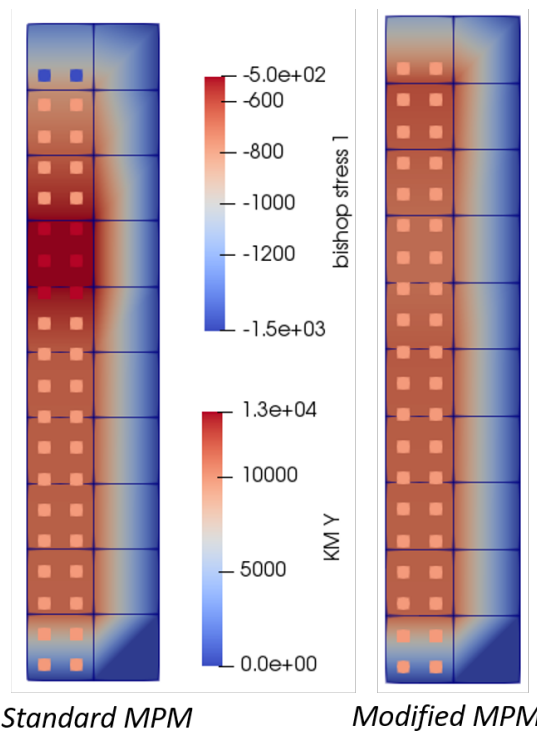 -5.0e+02
-600
-800
-1000
-1200
-1.5e+03
bishop stress 1
1.3e+04
10000
5000
0.0e+00
KM Y
Standard MPM
Modified MPM